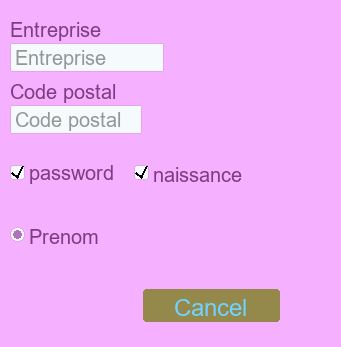 Entreprise
Entreprise
Code postal
Code postal
password naissance
Prenom
Cancel